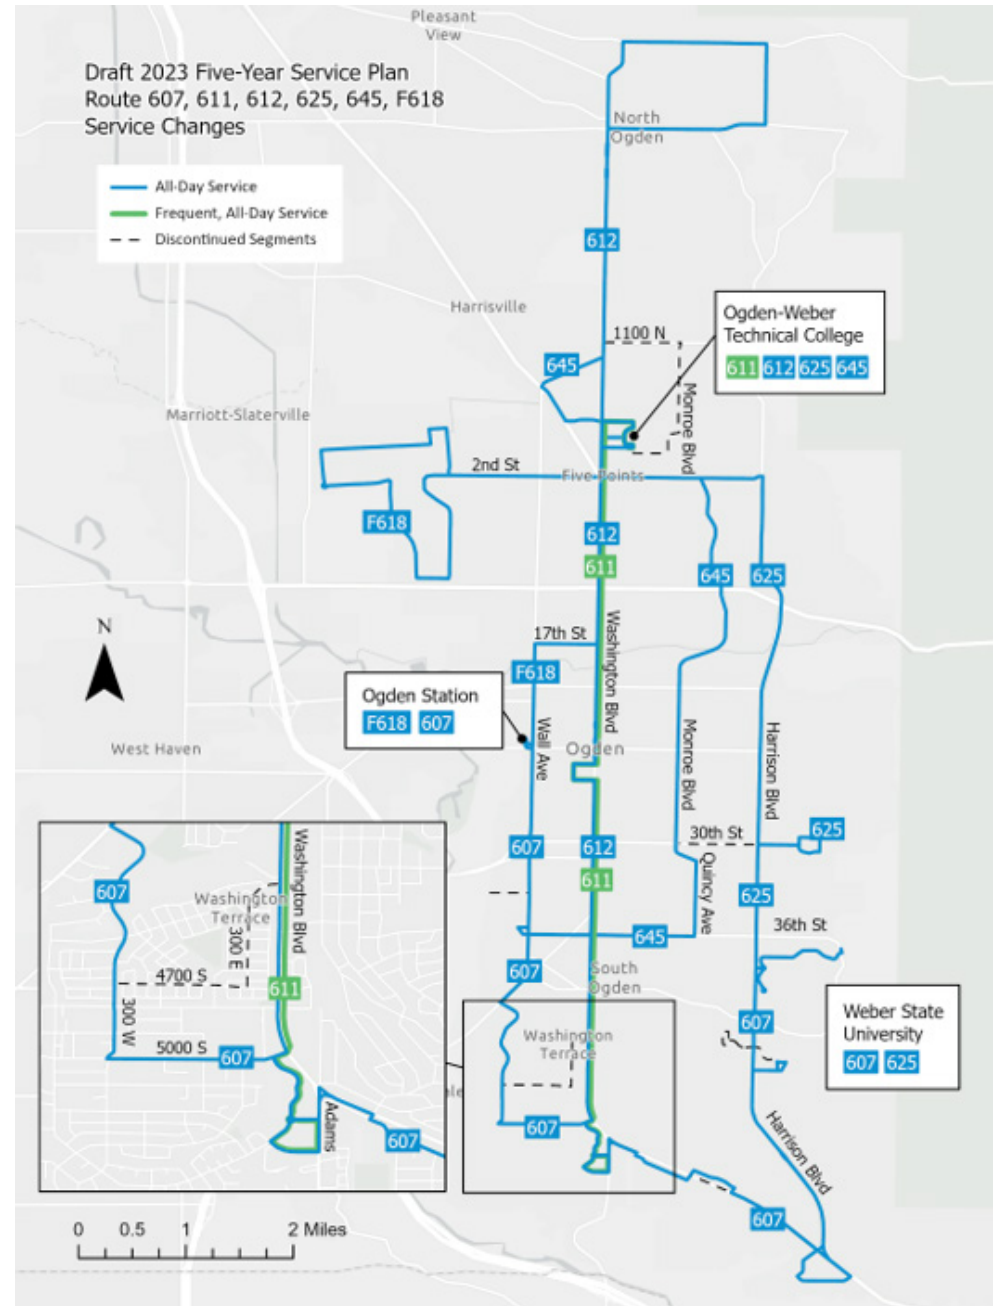 Pleasant
View
Draft 2023 Five-Year Service Plan
Route 607, 611, 612, 625, 645, F618
Service Changes
North
Ogden
All-Day Service
Frequent, All-Day Service
Discontinued Segments
612
Harrisville
Ogden-Weber
Technical College
611 612 625 645
1100 N
645
Monroe Blvd
Marriott-Slaterville
2nd St
Five Points
F618
612
611
645
625
N
17th St
Washington Blvd
F618
Ogden Station
F618 607
Wall Ave
West Haven
Ogden
Monroe Blvd
Harrison Blvd
30th St
625
607
612
611
Quincy Ave
625
36th St
645
607
South
Ogden
Washington
Terrace
607
Weber State
University
607 625
607
Harrison Blvd
607
607
Washington
Terrace
Washington Blvd
300 E
4700 S
611
300 W
5000 S
607
Adams
607
0 0.5 1 2 Miles